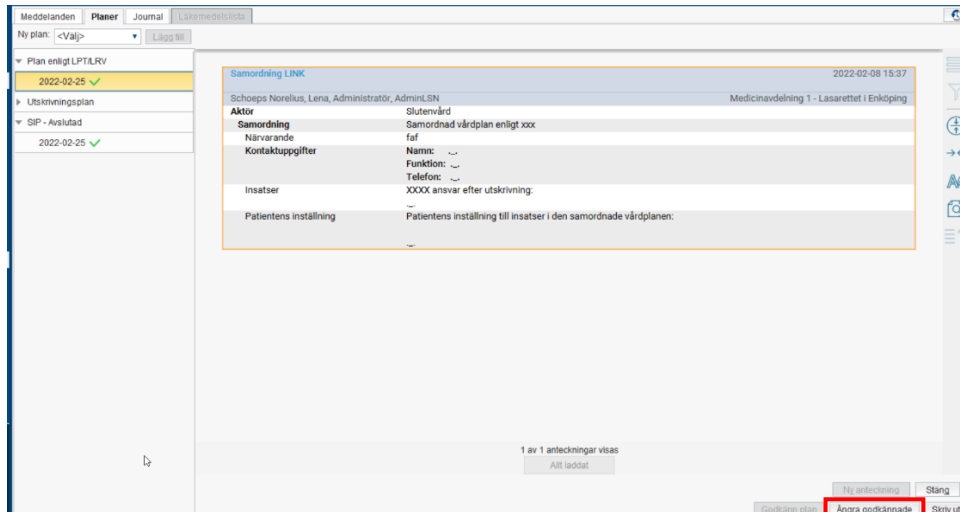 Meddelanden Planer Journal Läkemedelslista
Ny plan: <Välj> Lägg till
Plan enligt LPT/LRV
2022-02-25
Utskrivningsplan
SIP - Avslutad
2022-02-25
Samordning LINK 2022-02-08 15:37
Schoeps Norelius, Lena, Administratör, AdminLSN Medicinavdelning 1 - Lasarettet i Enköping
Aktör Slutenvård
Samordning Samordnad vårdplan enligt xxx
Närvarande faf
Kontaktuppgifter Namn: ._.
Funktion: ._.
Telefon: ._.
Insatser XXXX ansvar efter utskrivning:
._.
Patientens inställning Patientens inställning till insatser i den samordnade vårdplanen:
._.
1 av 1 anteckningar visas
Allt laddat
Ny anteckning Stäng
Godkänn plan Ångra godkännade Skriv ut